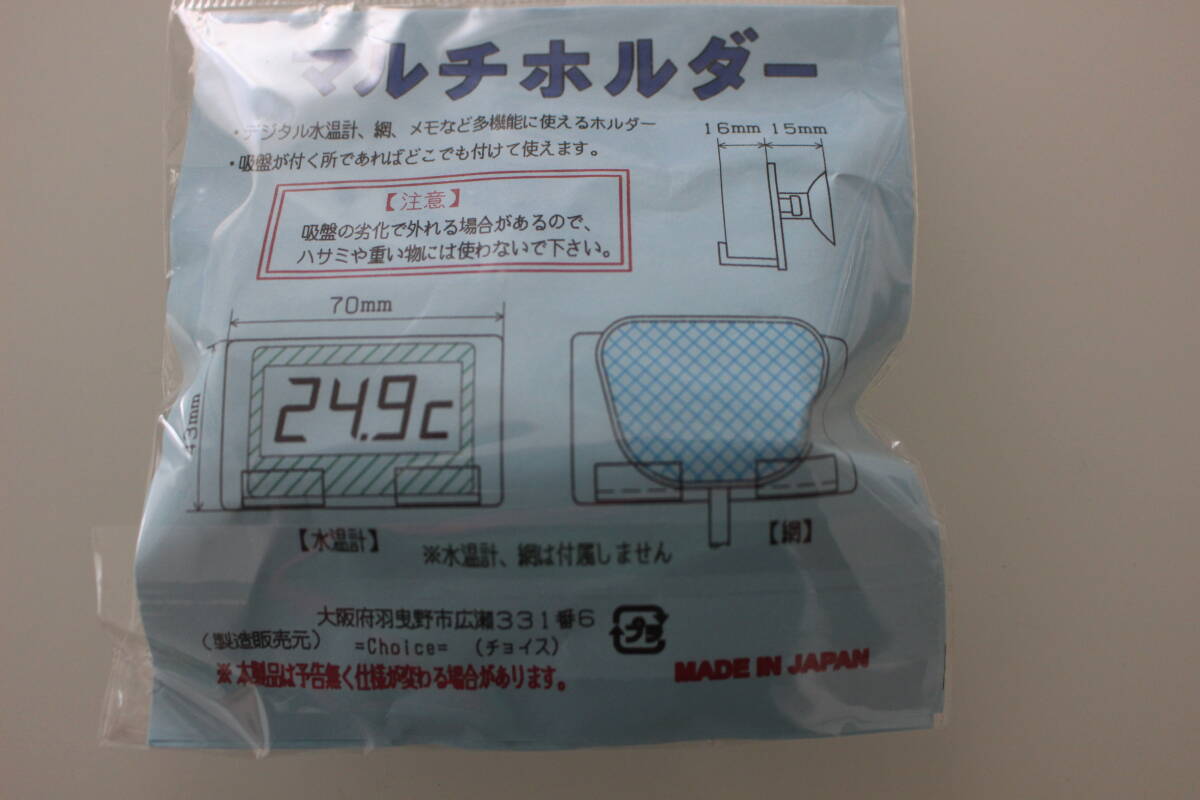 マルチホルダー
・デジタル水温計、網、メモなど多機能に使えるホルダー
・吸盤が付く所であればどこでも付けて使えます。
16mm 15mm
【注意】
吸盤の劣化で外れる場合があるので、
ハサミや重い物には使わないで下さい。
70mm
3mm
24.9c
【水温計】
【網】
※水温計、網は付属しません
大阪府羽曳野市広瀬331番6
(製造販売元) =Choice= (チョイス)
プラ
※本製品は予告無く仕様が変わる場合があります。
MADE IN JAPAN